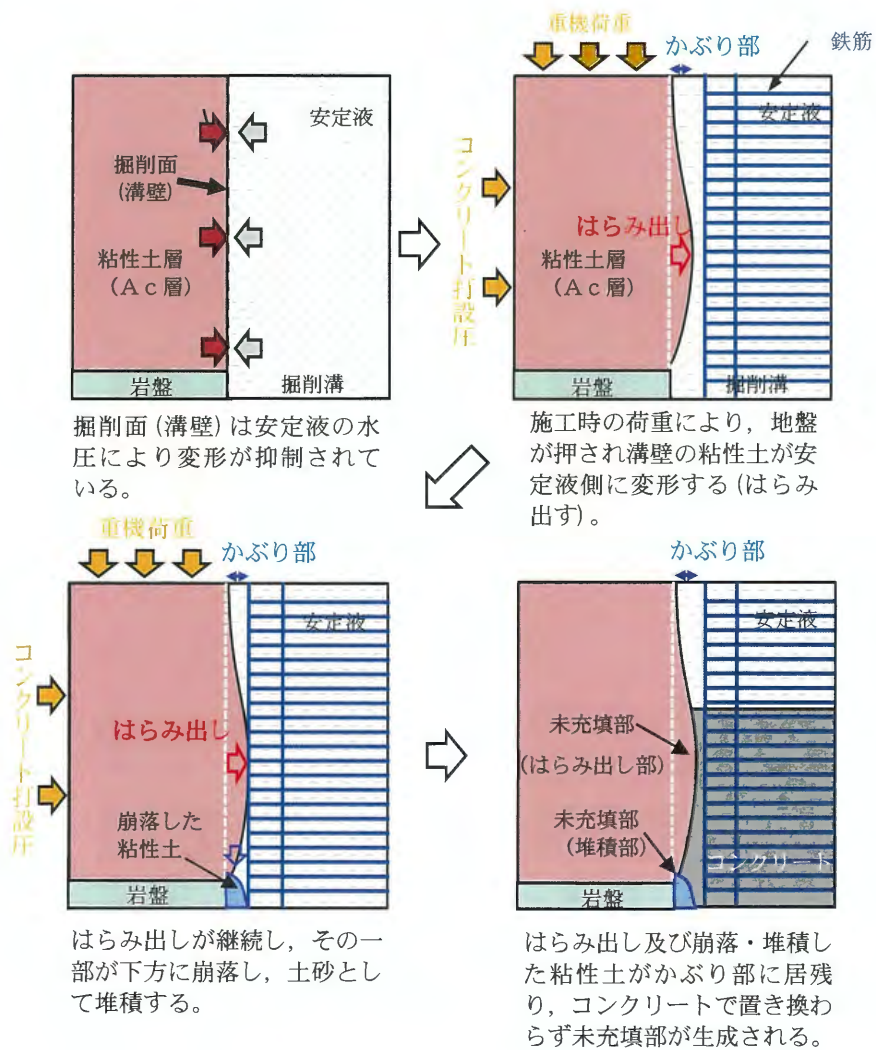 安定液
掘削面
(溝壁)
粘性土層
(Ac層)
岩盤
掘削溝
掘削面(溝壁)は安定液の水
圧により変形が抑制されて
いる。
重機荷重
かぶり部
鉄筋
安定液
コンクリート打設圧
はらみ出し
粘性土層
(Ac層)
岩盤
掘削溝
施工時の荷重により，地盤
が押され溝壁の粘性土が安
定液側に変形する(はらみ
出す)。
重機荷重
かぶり部
安定液
コンクリート打設圧
はらみ出し
崩落した
粘性土
岩盤
はらみ出しが継続し，その一
部が下方に崩落し，土砂とし
て堆積する。
かぶり部
安定液
未充填部
(はらみ出し部)
未充填部
(堆積部)
コンクリート
岩盤
はらみ出し及び崩落・堆積し
た粘性土がかぶり部に居残
り，コンクリートで置き換わ
らず未充填部が生成される。